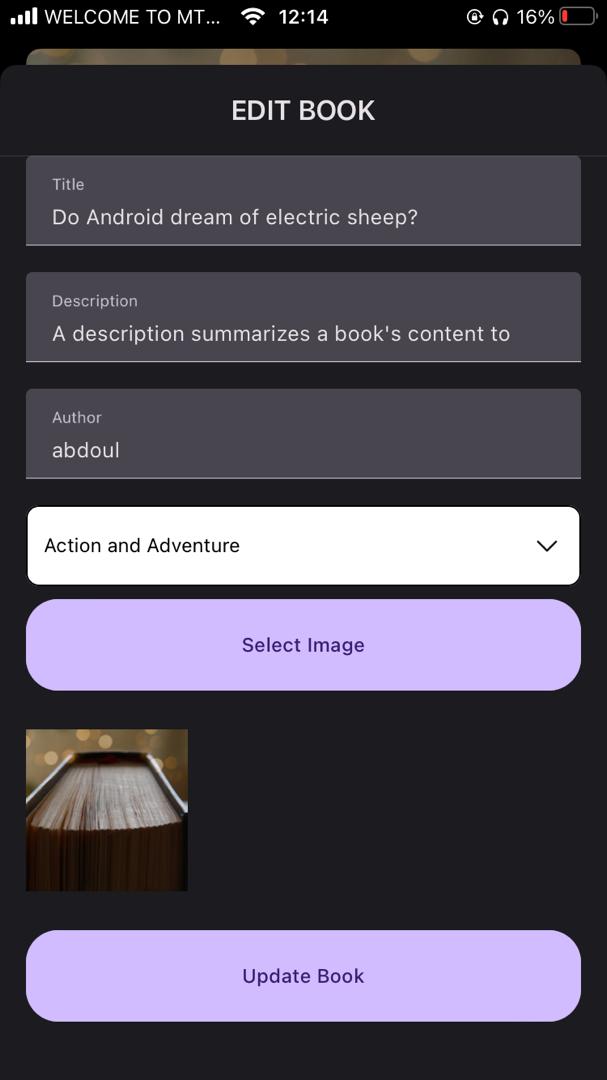 WELCOME TO MT...
12:14
16%
EDIT BOOK
Title
Do Android dream of electric sheep?
Description
A description summarizes a book's content to
Author
abdoul
Action and Adventure
Select Image
Update Book